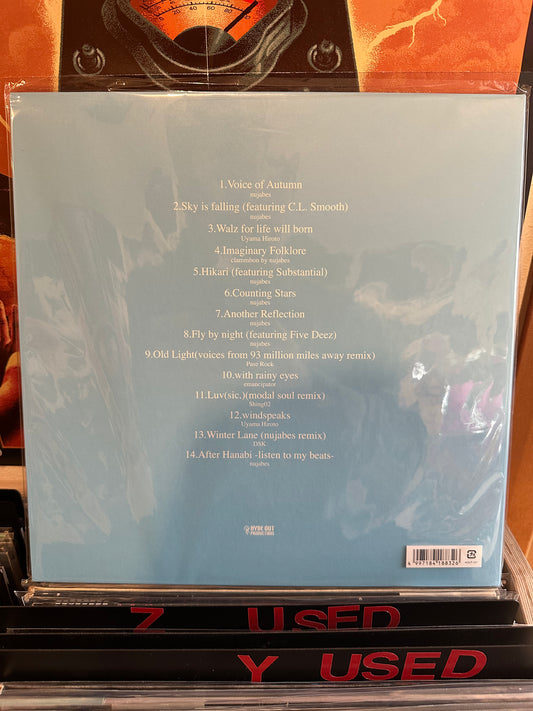 1.Voice of Autumn
nujabes
2.Sky is falling (featuring C.L. Smooth)
nujabes
3.Walz for life will born
Uyama Hiroto
4.Imaginary Folklore
clammbon by nujabes
5.Hikari (featuring Substantial)
nujabes
6.Counting Stars
nujabes
7.Another Reflection
nujabes
8.Fly by night (featuring Five Deez)
nujabes
9.Old Light(voices from 93 million miles away remix)
Pase Rock
10.with rainy eyes
emancipator
11.Luv(sic.)(modal soul remix)
Shing02
12.windspeaks
Uyama Hiroto
13.Winter Lane (nujabes remix)
DSK
14.After Hanabi -listen to my beats-
nujabes
HYDE OUT
PRODUCTIONS
4 997184 188326
Z USED
Y USED